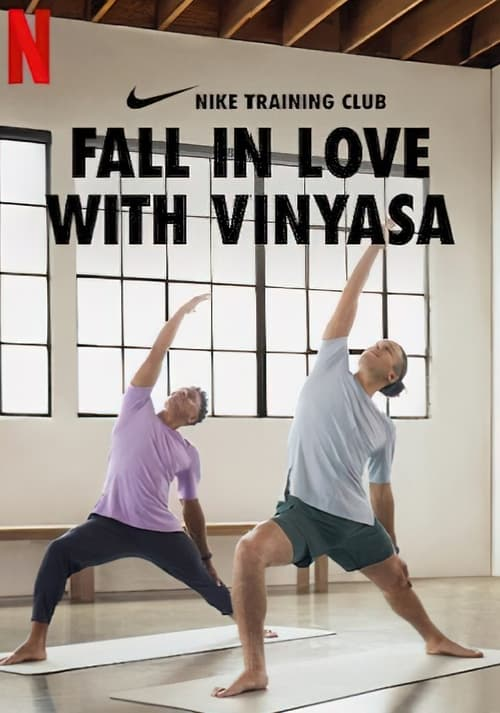 N
NIKE TRAINING CLUB
FALL IN LOVE
WITH VINYASA